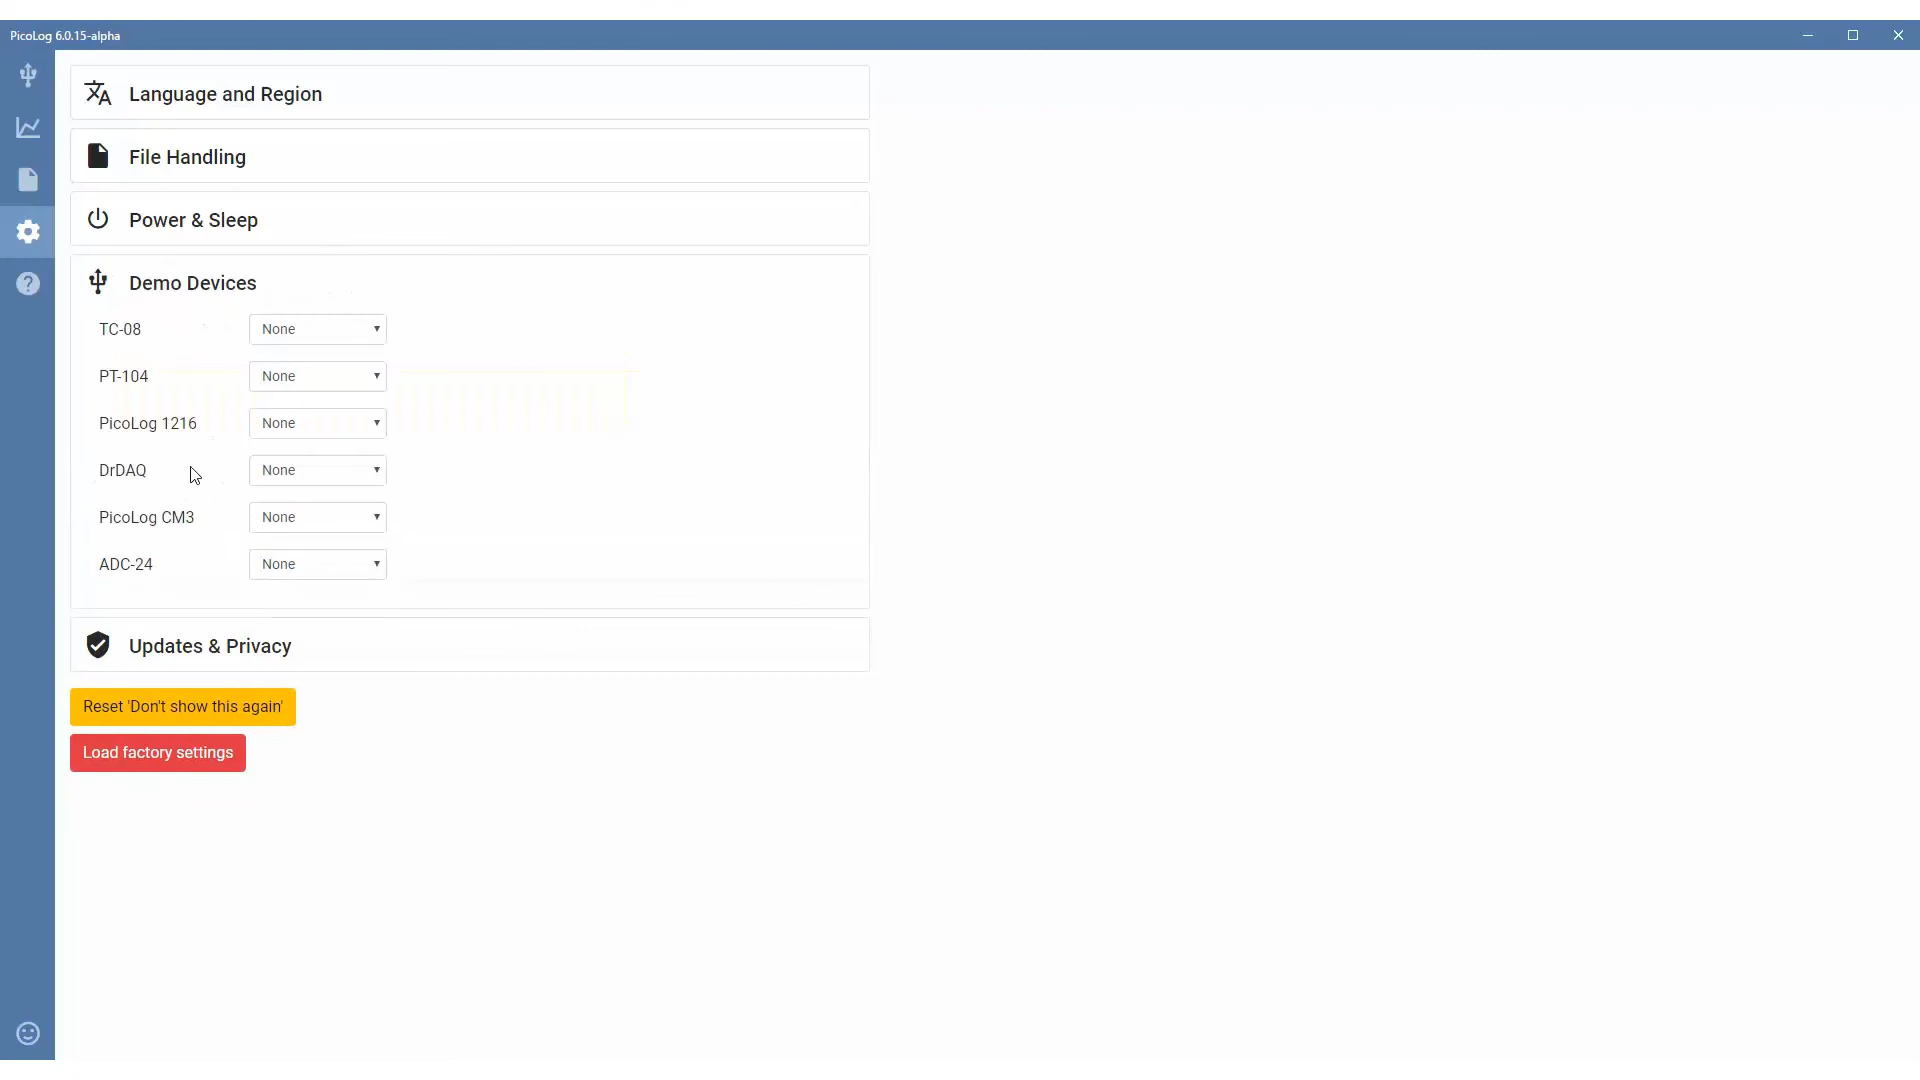 PicoLog 6.0.15-alpha
Language and Region
File Handling
Power & Sleep
Demo Devices
TC-08 None
PT-104 None
PicoLog 1216 None
DrDAQ None
PicoLog CM3 None
ADC-24 None
Updates & Privacy
Reset 'Don't show this again'
Load factory settings